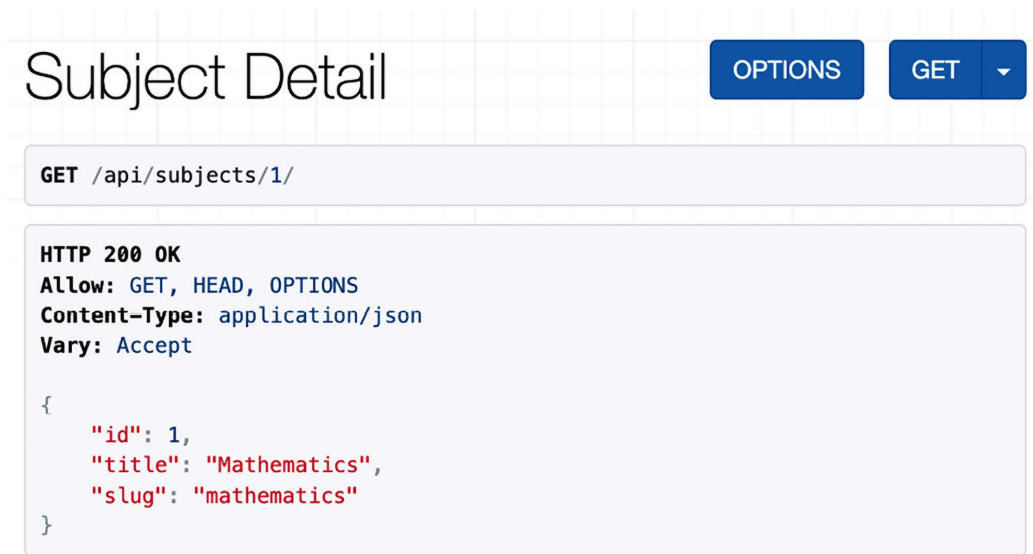 Subject Detail
OPTIONS
GET
GET /api/subjects/1/
HTTP 200 OK
Allow: GET, HEAD, OPTIONS
Content-Type: application/json
Vary: Accept
{
    "id": 1,
    "title": "Mathematics",
    "slug": "mathematics"
}